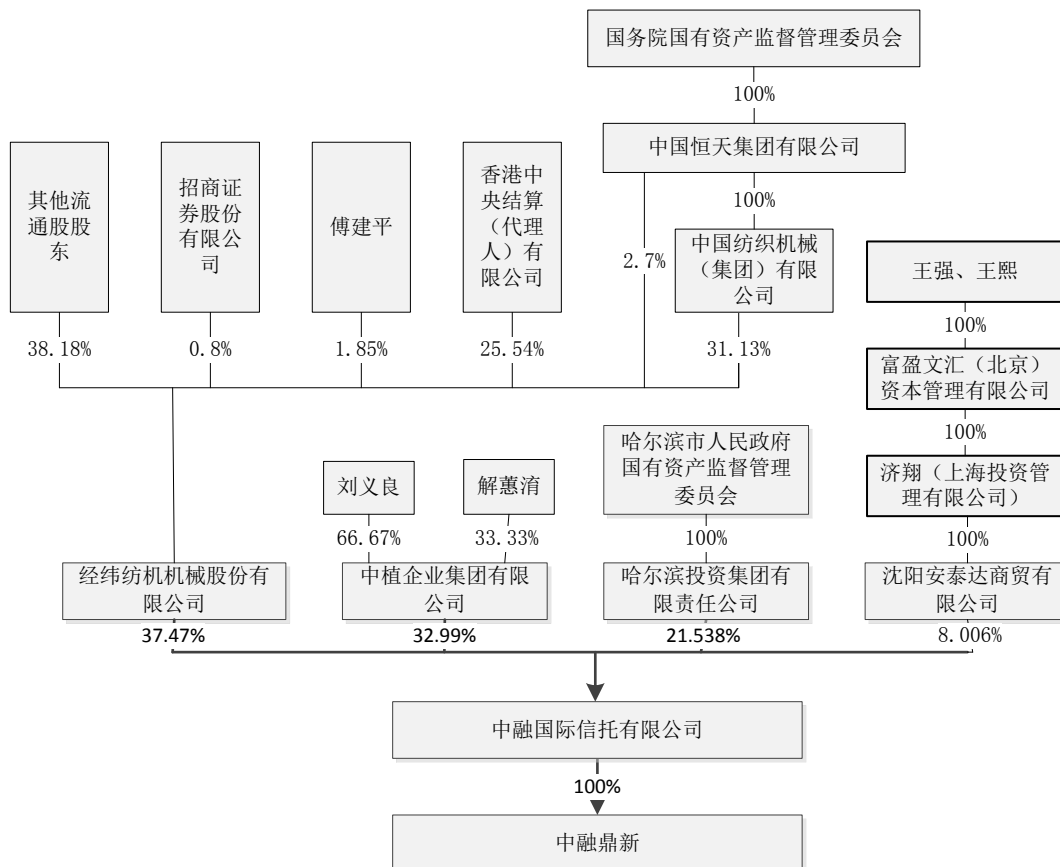 国务院国有资产监督管理委员会
100%
中国恒天集团有限公司
其他流
通股股
东
招商证
券股份
有限公
司
傅建平
香港中
央结算
（代理
人）有
限公司
2.7%
100%
中国纺织机械
（集团）有限
公司
王强、王熙
38.18%
0.8%
1.85%
25.54%
31.13%
100%
富盈文汇（北京）
资本管理有限公司
100%
刘义良
解蕙淯
哈尔滨市人民政府
国有资产监督管理
委员会
济翔（上海投资管
理有限公司）
66.67%
33.33%
100%
100%
经纬纺机机械股份有
限公司
中植企业集团有限
公司
哈尔滨投资集团有
限责任公司
沈阳安泰达商贸有
限公司
37.47%
32.99%
21.538%
8.006%
中融国际信托有限公司
100%
中融鼎新